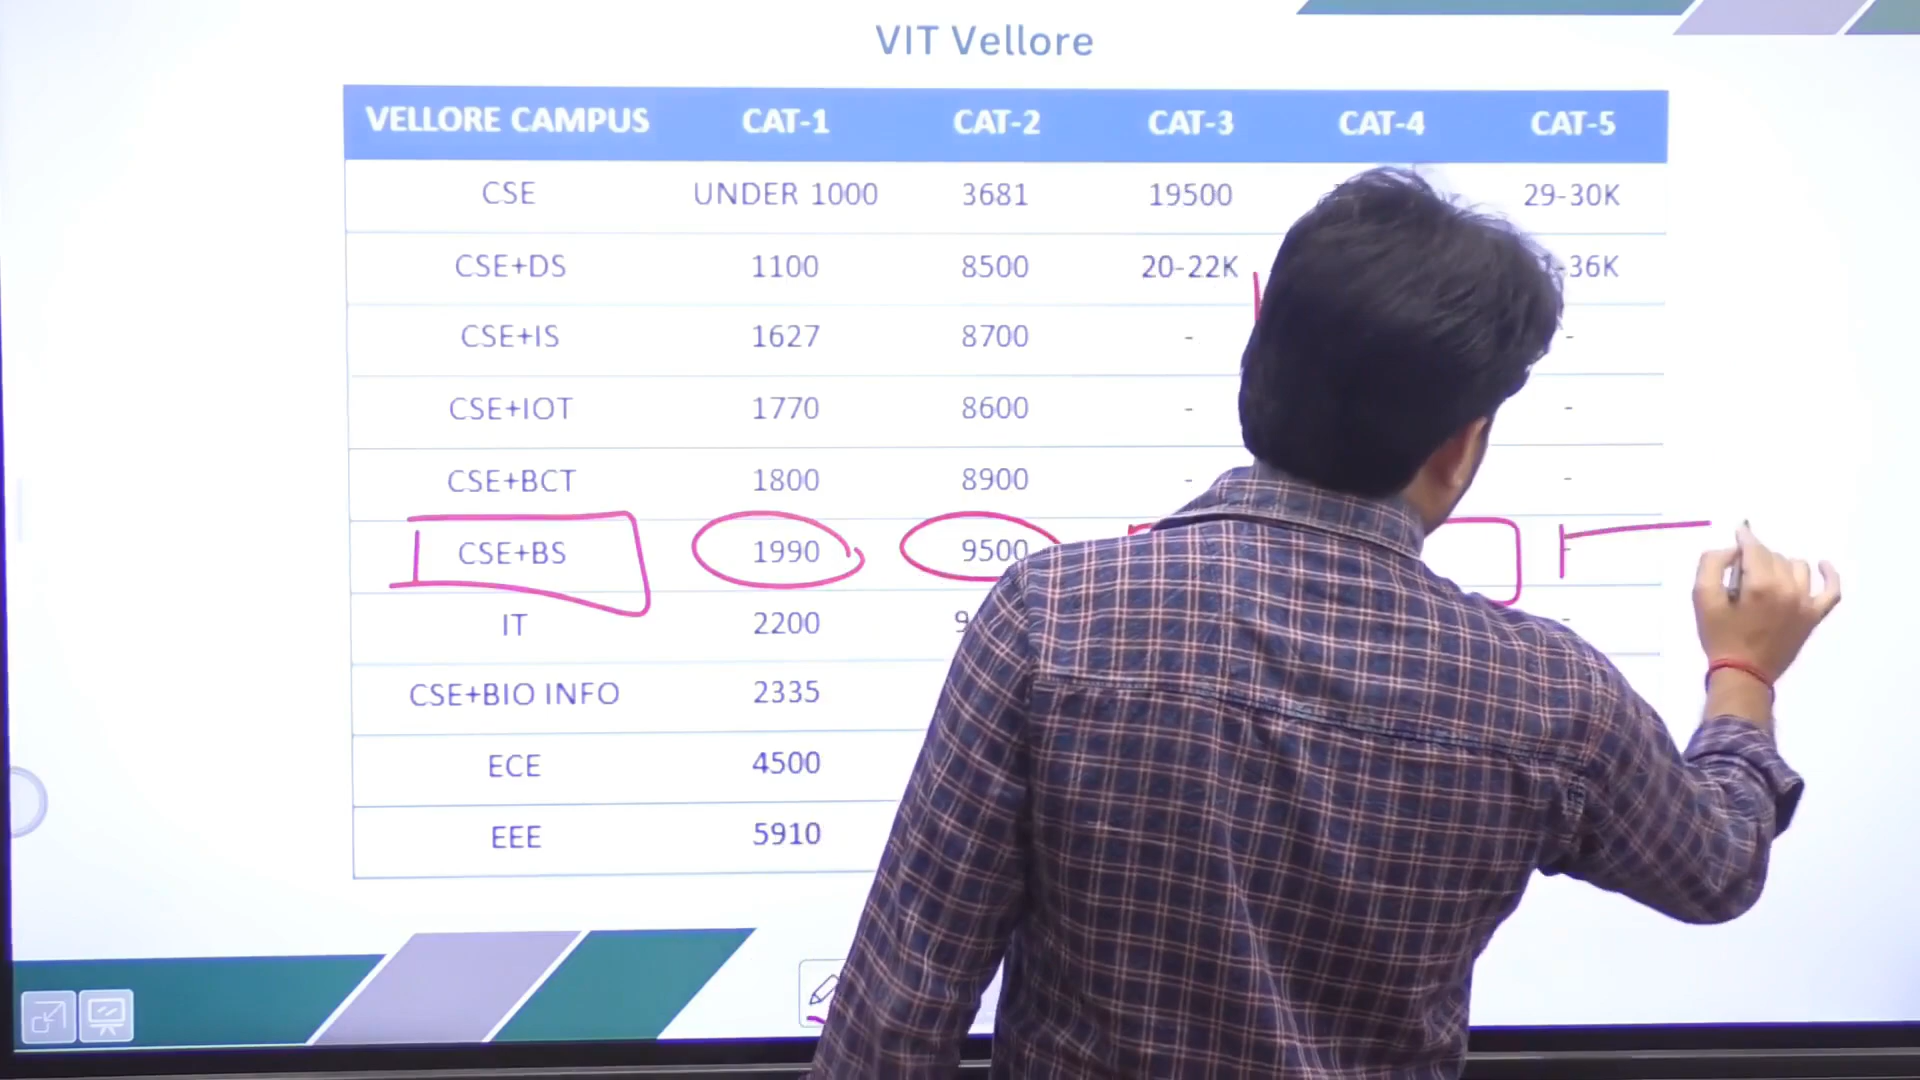 VIT Vellore
VELLORE CAMPUS CAT-1 CAT-2 CAT-3 CAT-4 CAT-5
CSE UNDER 1000 3681 19500 29-30K
CSE+DS 1100 8500 20-22K -36K
CSE+IS 1627 8700 - -
CSE+IOT 1770 8600 - -
CSE+BCT 1800 8900 - -
CSE+BS 1990 9500 -
IT 2200 9 -
CSE+BIO INFO 2335
ECE 4500
EEE 5910